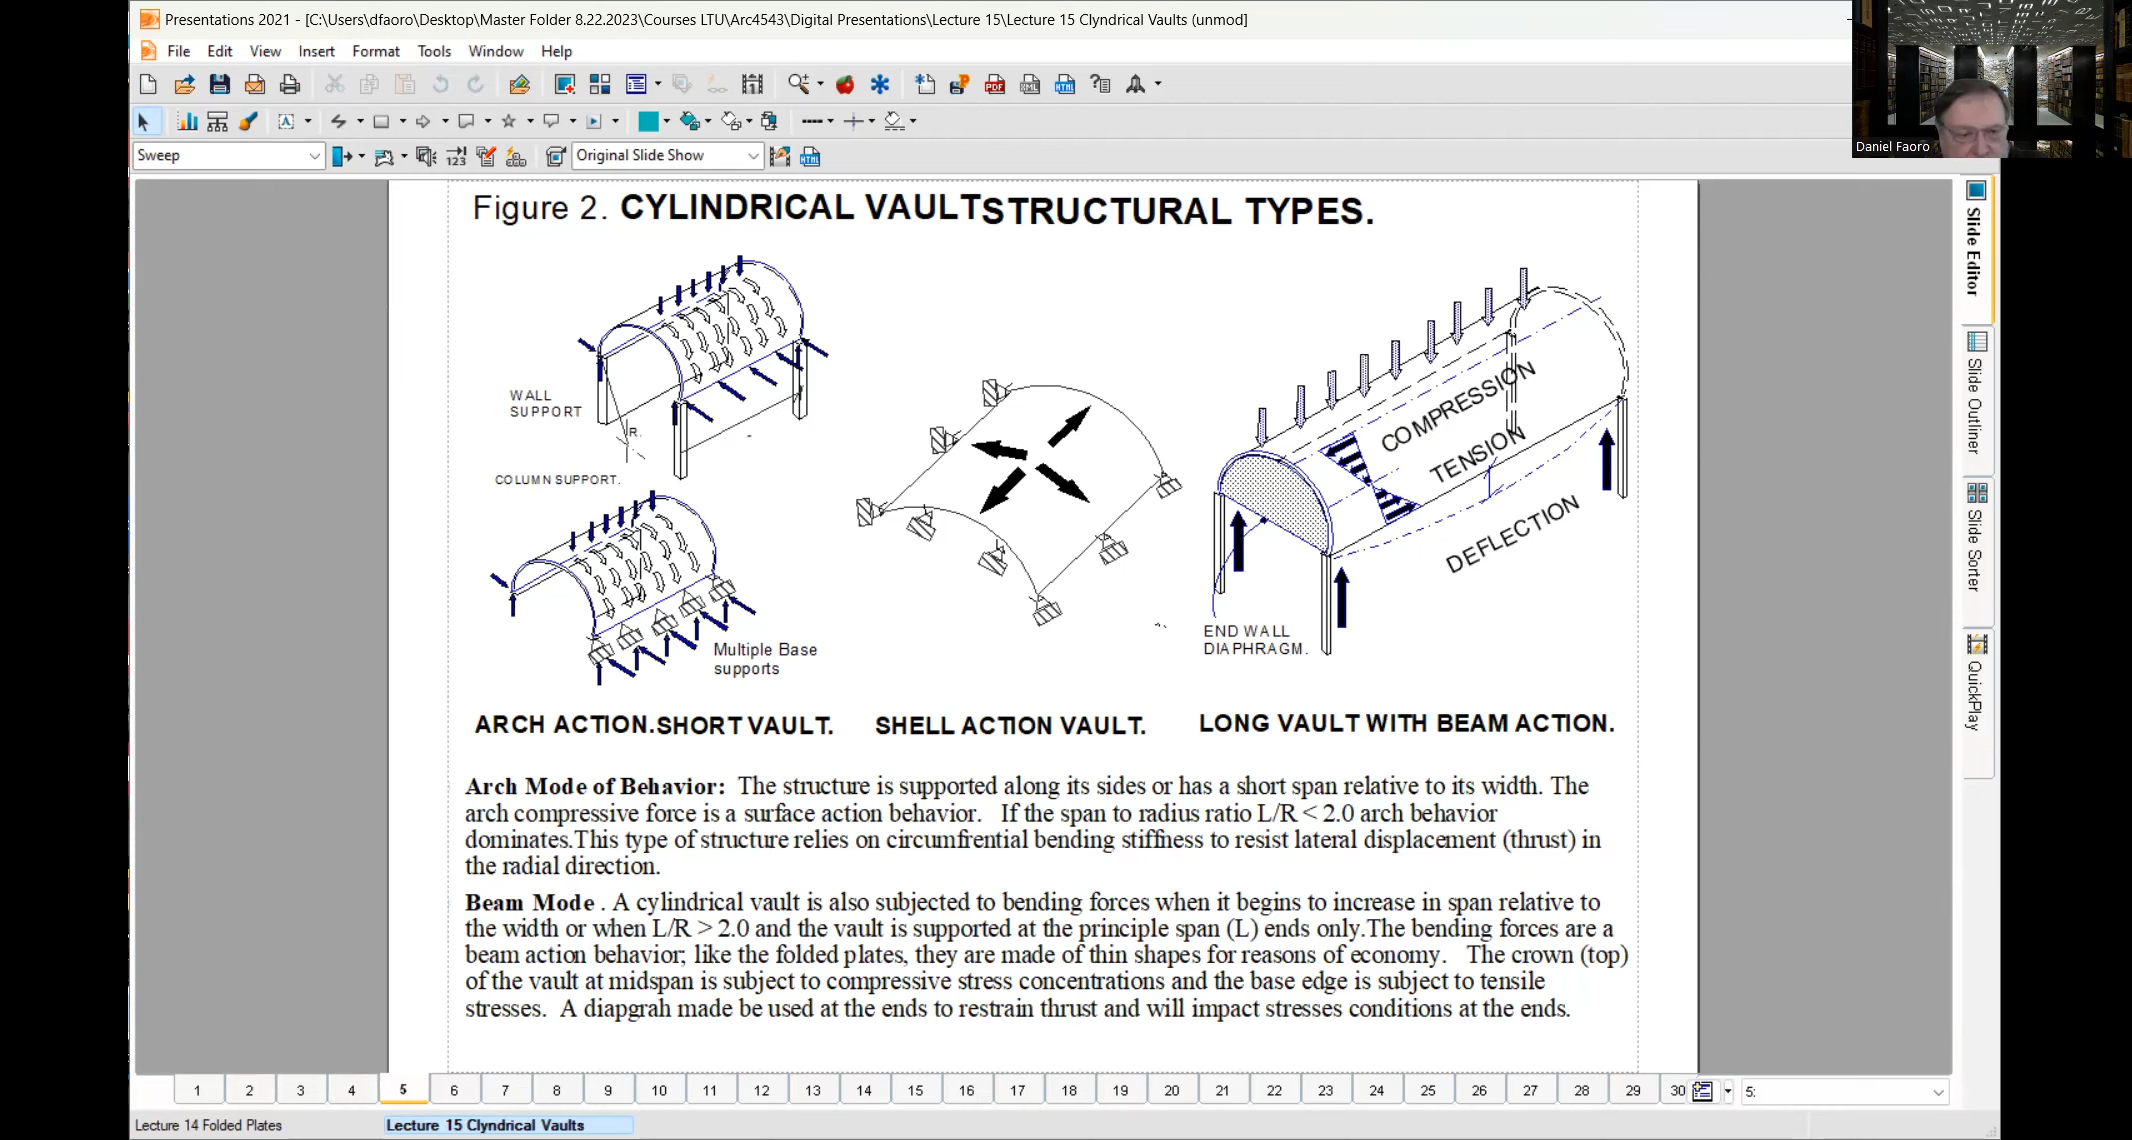 Presentations 2021 - [C:\Users\dfaoro\Desktop\Master Folder 8.22.2023\Courses LTU\Arc4543\Digital Presentations\Lecture 15\Lecture 15 Clyndrical Vaults (unmod]
File Edit View Insert Format Tools Window Help
Daniel Faoro
Sweep
Original Slide Show
Figure 2. CYLINDRICAL VAULT STRUCTURAL TYPES.
WALL
SUPPORT
R.
COLUMN SUPPORT.
Multiple Base
supports
COMPRESSION
TENSION
DEFLECTION
END WALL
DIAPHRAGM.
ARCH ACTION. SHORT VAULT.
SHELL ACTION VAULT.
LONG VAULT WITH BEAM ACTION.
Arch Mode of Behavior: The structure is supported along its sides or has a short span relative to its width. The
arch compressive force is a surface action behavior. If the span to radius ratio L/R < 2.0 arch behavior
dominates.This type of structure relies on circumfrential bending stiffness to resist lateral displacement (thrust) in
the radial direction.
Beam Mode . A cylindrical vault is also subjected to bending forces when it begins to increase in span relative to
the width or when L/R > 2.0 and the vault is supported at the principle span (L) ends only.The bending forces are a
beam action behavior; like the folded plates, they are made of thin shapes for reasons of economy. The crown (top)
of the vault at midspan is subject to compressive stress concentrations and the base edge is subject to tensile
stresses. A diapgrah made be used at the ends to restrain thrust and will impact stresses conditions at the ends.
Slide Editor
Slide Outliner
Slide Sorter
QuickPlay
1 2 3 4 5 6 7 8 9 10 11 12 13 14 15 16 17 18 19 20 21 22 23 24 25 26 27 28 29 30
5:
Lecture 14 Folded Plates
Lecture 15 Clyndrical Vaults